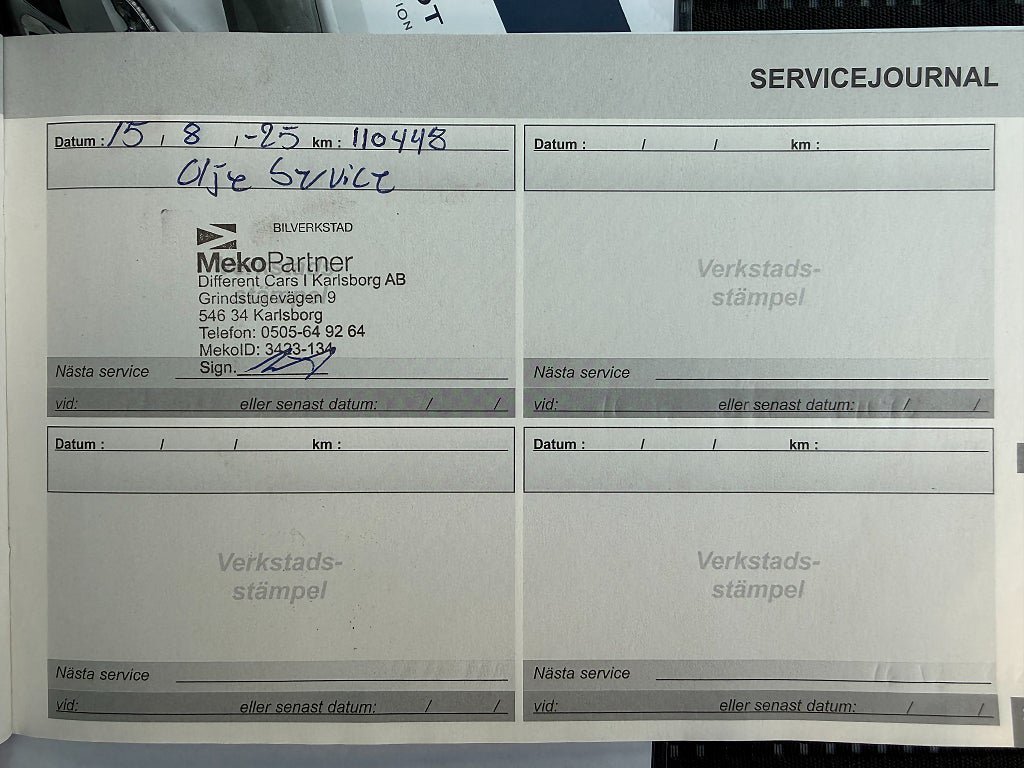 OT
ION
SERVICEJOURNAL
Datum : 15 / 8 / -25 km : 110448
Olje Service
BILVERKSTAD
MekoPartner
Different Cars I Karlsborg AB
Grindstugevägen 9
546 34 Karlsborg
Telefon: 0505-64 92 64
MekoID: 3423-134
Sign.
Nästa service
vid: eller senast datum: / /
Datum : / / km :
Verkstads-
stämpel
Nästa service
vid: eller senast datum: / /
Datum : / / km :
Verkstads-
stämpel
Nästa service
vid: eller senast datum: / /
Datum : / / km :
Verkstads-
stämpel
Nästa service
vid: eller senast datum: / /